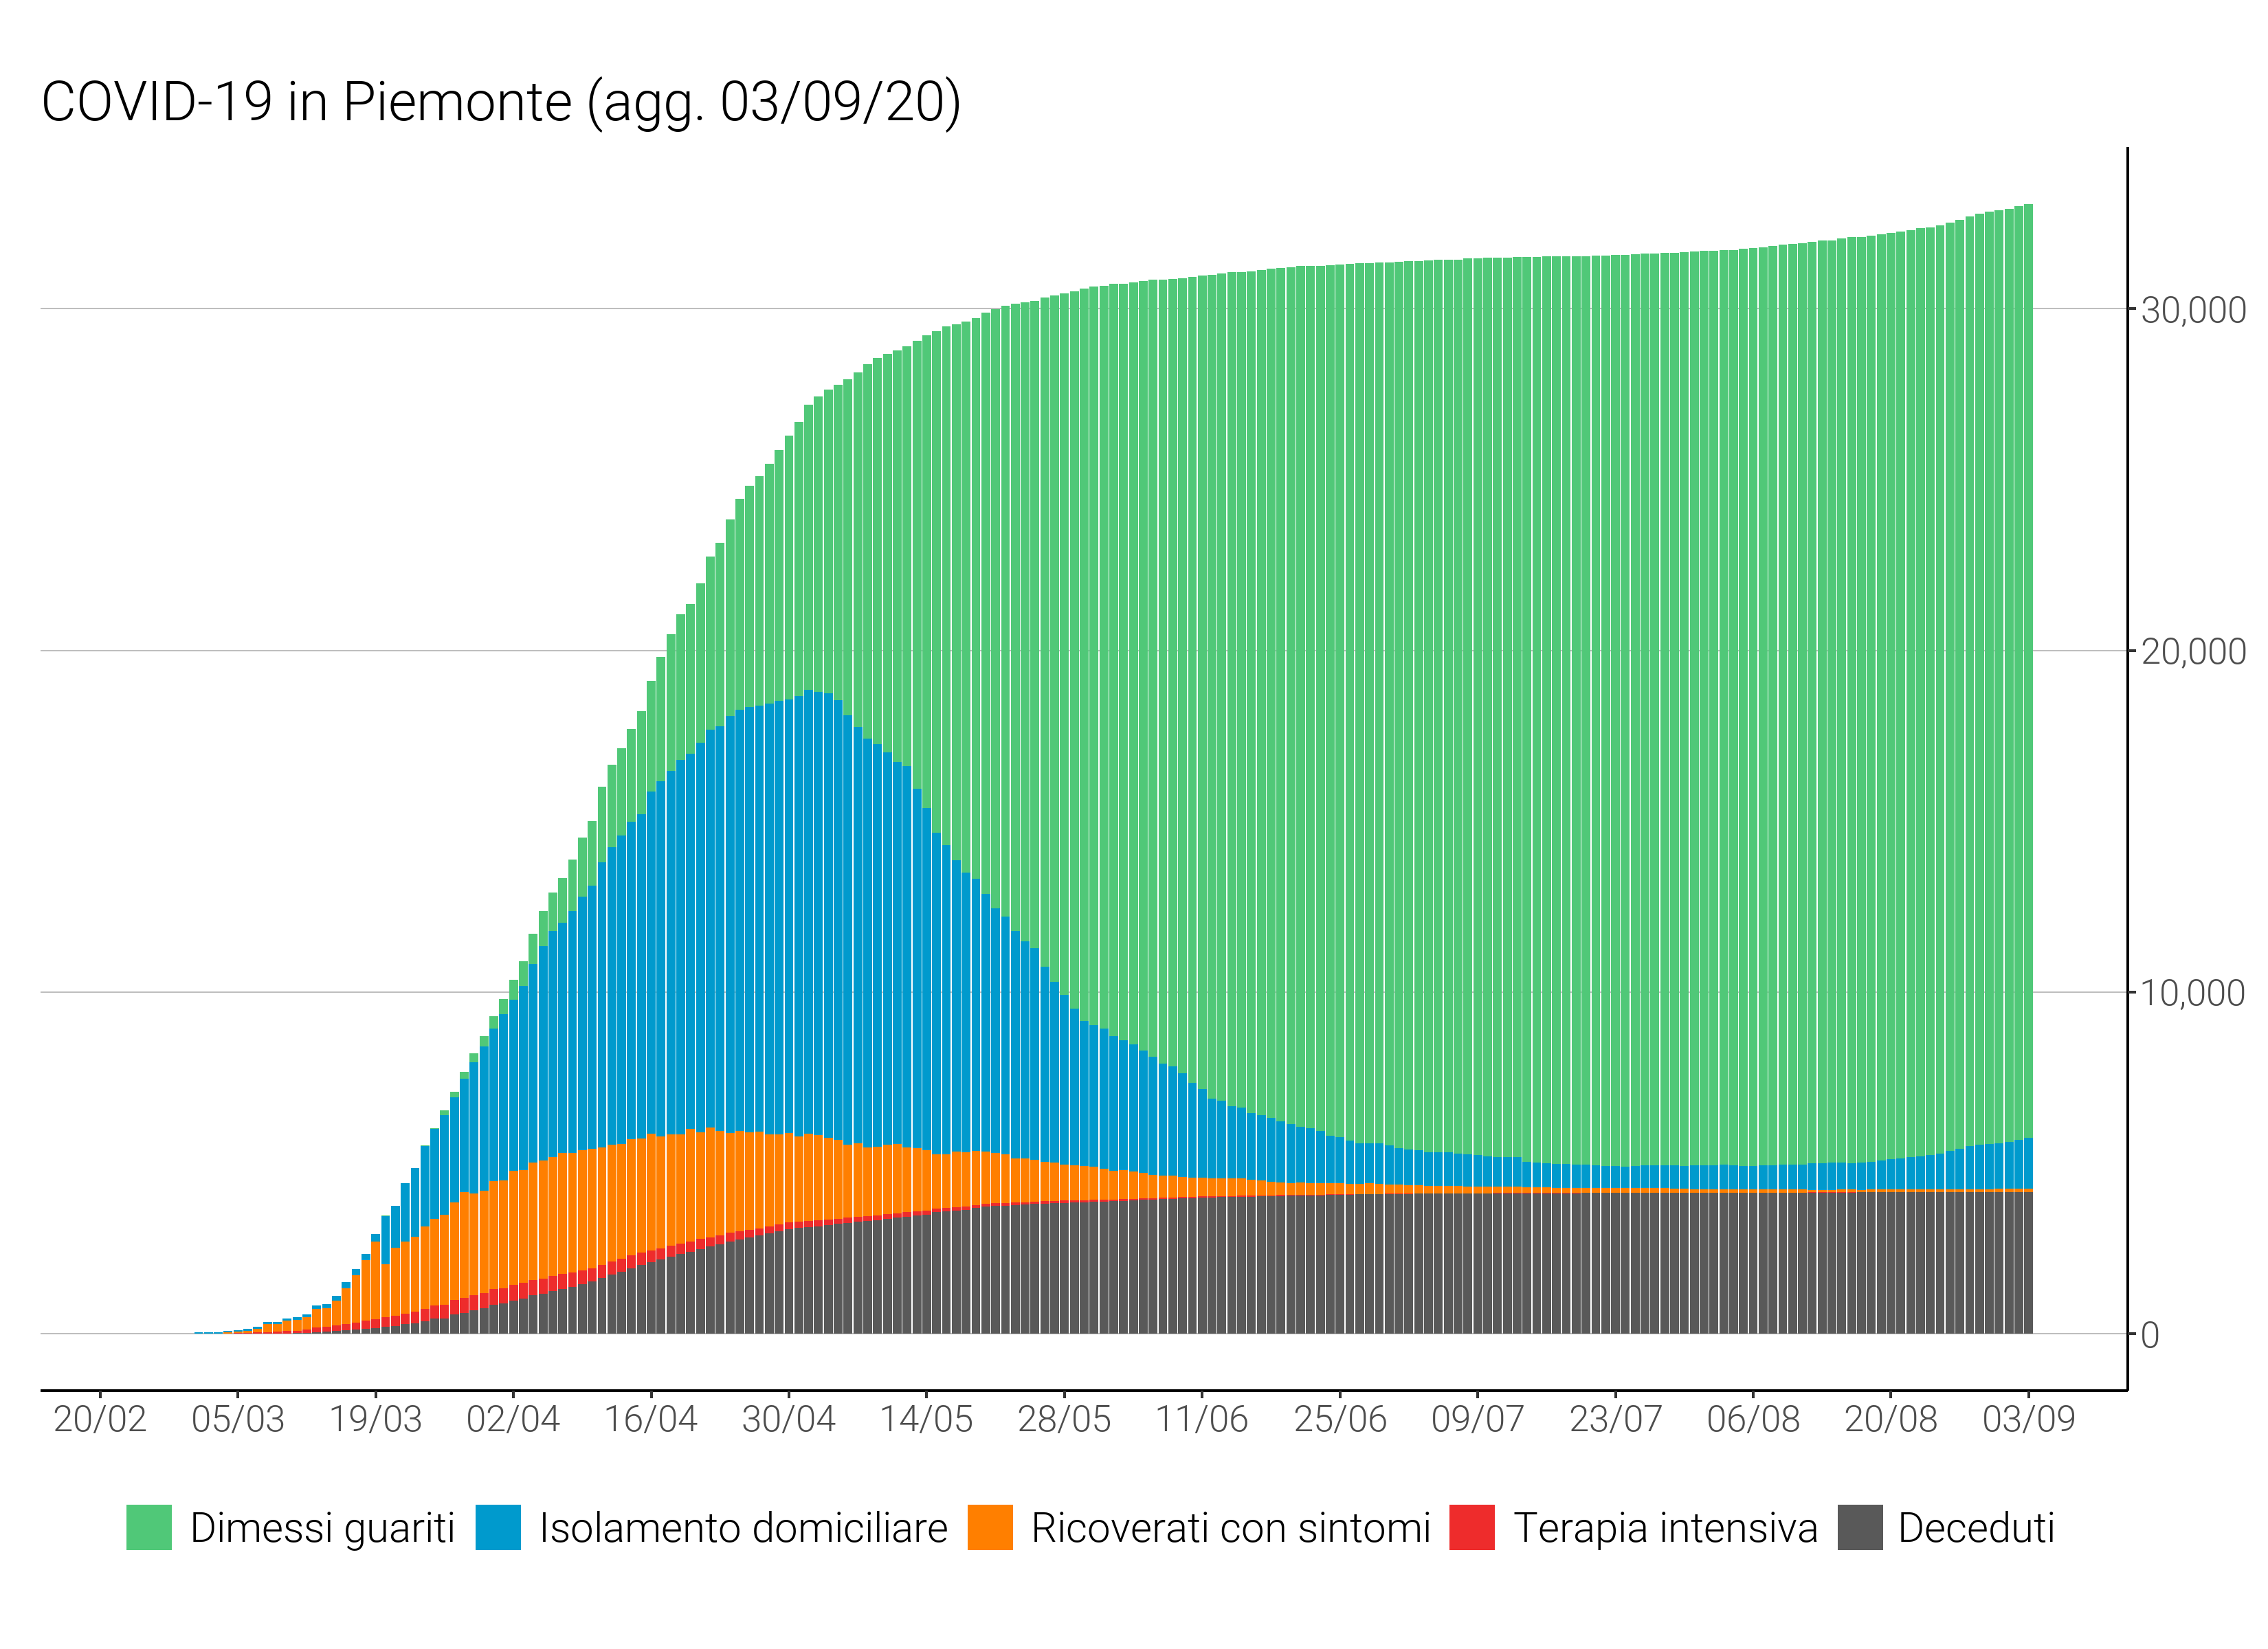 COVID-19 in Piemonte (agg. 03/09/20)
30,000
20,000
10,000
0
20/02 05/03 19/03 02/04 16/04 30/04 14/05 28/05 11/06 25/06 09/07 23/07 06/08 20/08 03/09
Dimessi guariti Isolamento domiciliare Ricoverati con sintomi Terapia intensiva Deceduti